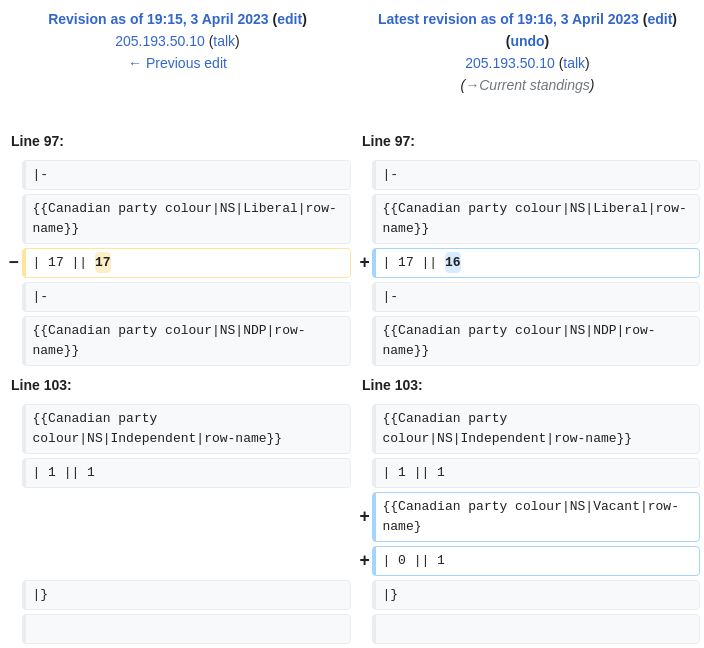 Revision as of 19:15, 3 April 2023 (edit)
205.193.50.10 (talk)
← Previous edit
Latest revision as of 19:16, 3 April 2023 (edit)
(undo)
205.193.50.10 (talk)
(→Current standings)
Line 97:
Line 97:
|-
|-
{{Canadian party colour|NS|Liberal|row-
name}}
{{Canadian party colour|NS|Liberal|row-
name}}
− | 17 || 17
+ | 17 || 16
|-
|-
{{Canadian party colour|NS|NDP|row-
name}}
{{Canadian party colour|NS|NDP|row-
name}}
Line 103:
Line 103:
{{Canadian party
colour|NS|Independent|row-name}}
{{Canadian party
colour|NS|Independent|row-name}}
| 1 || 1
| 1 || 1
+ {{Canadian party colour|NS|Vacant|row-
name}
+ | 0 || 1
|}
|}